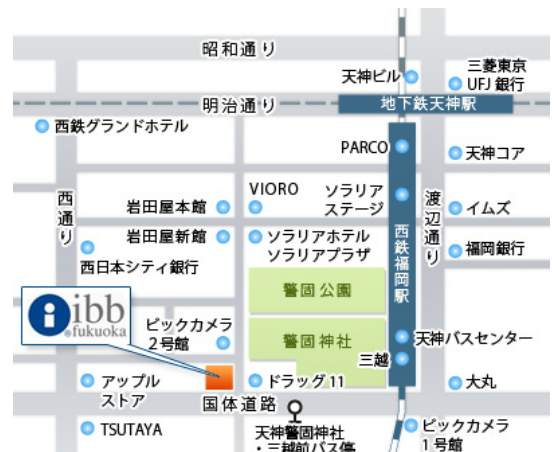 昭和通り
天神ビル
三菱東京
UFJ銀行
明治通り
地下鉄天神駅
西鉄グランドホテル
PARCO
天神コア
西通り
VIORO
ソラリア
ステージ
渡辺通り
岩田屋本館
イムズ
岩田屋新館
ソラリアホテル
ソラリアプラザ
西鉄福岡駅
福岡銀行
西日本シティ銀行
警固公園
i ibb
@fukuoka
ビックカメラ
2号館
警固神社
天神バスセンター
三越
アップル
ストア
ドラッグ11
大丸
国体道路
TSUTAYA
天神警固神社
・三越前バス停
ビックカメラ
1号館